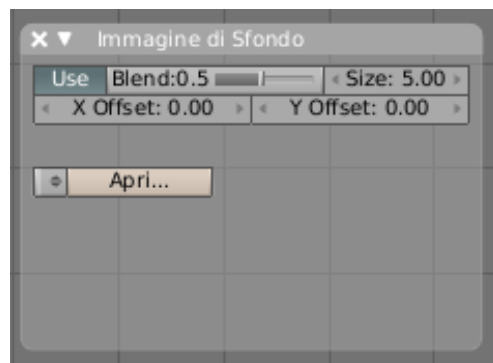 Immagine di Sfondo
Use Blend:0.5 Size: 5.00
X Offset: 0.00 Y Offset: 0.00
Apri...